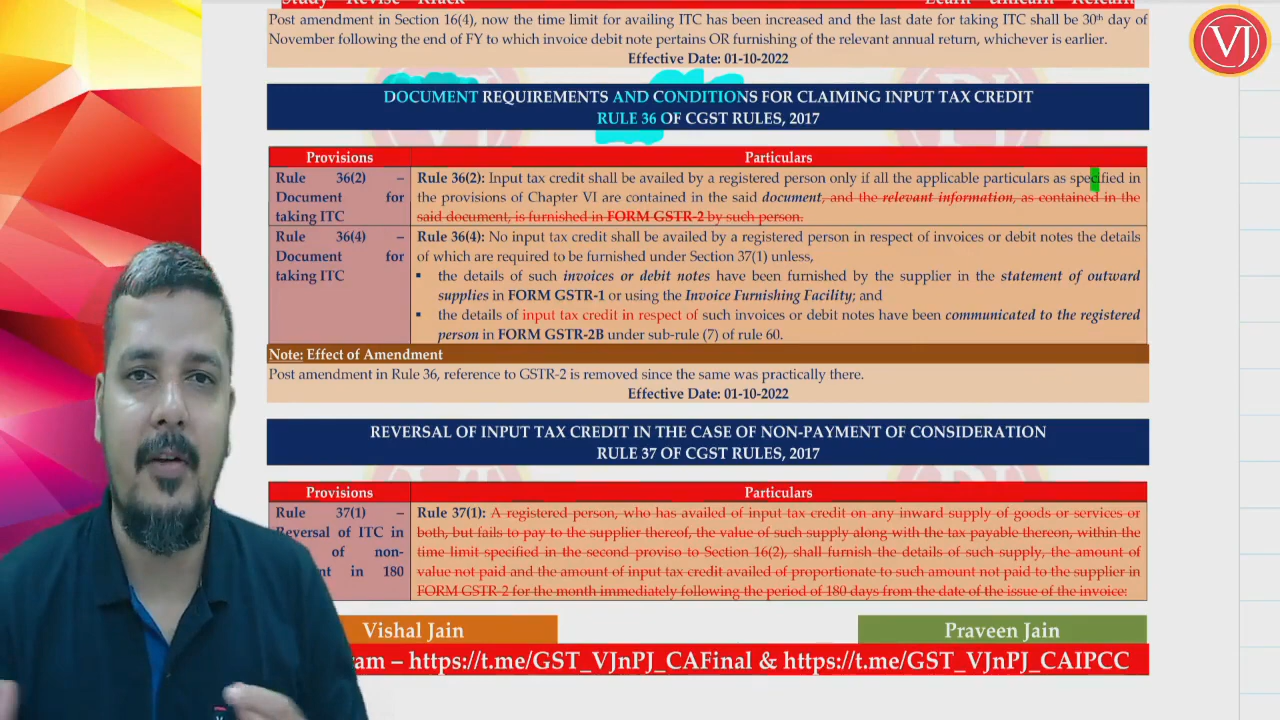 Study – Revise – Krack
Learn – Unlearn – Relearn
Post amendment in Section 16(4), now the time limit for availing ITC has been increased and the last date for taking ITC shall be 30th day of
November following the end of FY to which invoice debit note pertains OR furnishing of the relevant annual return, whichever is earlier.
Effective Date: 01-10-2022
VJ
DOCUMENT REQUIREMENTS AND CONDITIONS FOR CLAIMING INPUT TAX CREDIT
RULE 36 OF CGST RULES, 2017
Provisions
Particulars
Rule 36(2) –
Document for
taking ITC
Rule 36(2): Input tax credit shall be availed by a registered person only if all the applicable particulars as specified in
the provisions of Chapter VI are contained in the said document, and the relevant information, as contained in the
said document, is furnished in FORM GSTR-2 by such person.
Rule 36(4) –
Document for
taking ITC
Rule 36(4): No input tax credit shall be availed by a registered person in respect of invoices or debit notes the details
of which are required to be furnished under Section 37(1) unless,
▪ the details of such invoices or debit notes have been furnished by the supplier in the statement of outward
supplies in FORM GSTR-1 or using the Invoice Furnishing Facility; and
▪ the details of input tax credit in respect of such invoices or debit notes have been communicated to the registered
person in FORM GSTR-2B under sub-rule (7) of rule 60.
Note: Effect of Amendment
Post amendment in Rule 36, reference to GSTR-2 is removed since the same was practically there.
Effective Date: 01-10-2022
REVERSAL OF INPUT TAX CREDIT IN THE CASE OF NON-PAYMENT OF CONSIDERATION
RULE 37 OF CGST RULES, 2017
Provisions
Particulars
Rule 37(1) –
Reversal of ITC in
of non-
in 180
Rule 37(1): A registered person, who has availed of input tax credit on any inward supply of goods or services or
both, but fails to pay to the supplier thereof, the value of such supply along with the tax payable thereon, within the
time limit specified in the second proviso to Section 16(2), shall furnish the details of such supply, the amount of
value not paid and the amount of input tax credit availed of proportionate to such amount not paid to the supplier in
FORM GSTR-2 for the month immediately following the period of 180 days from the date of the issue of the invoice:
Vishal Jain
Praveen Jain
ram – https://t.me/GST_VJnPJ_CAFinal & https://t.me/GST_VJnPJ_CAIPCC